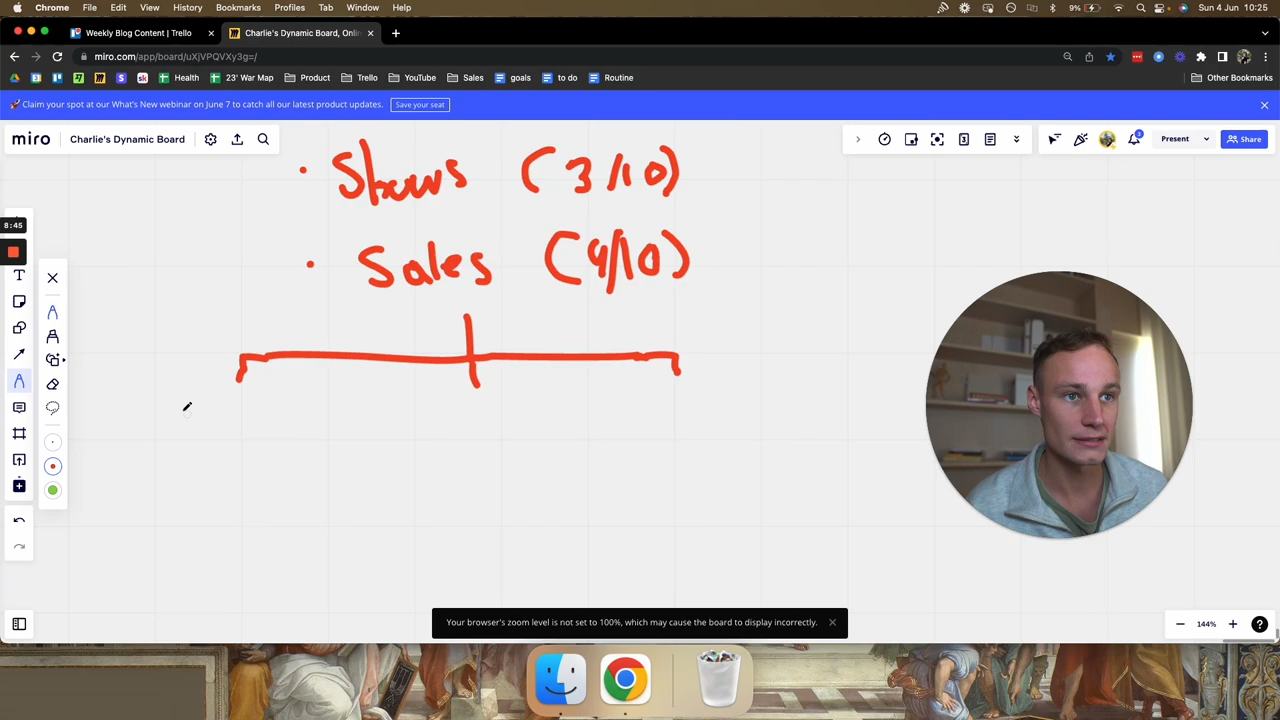 Chrome File Edit View History Bookmarks Profiles Tab Window Help 9% Sun 4 Jun 10:25
Weekly Blog Content | Trello Charlie's Dynamic Board, Onlin
miro.com/app/board/uXjVPQVXy3g=/
Health 23' War Map Product Trello YouTube Sales goals to do Routine Other Bookmarks
🚀 Claim your spot at our What's New webinar on June 7 to catch all our latest product updates. Save your seat
miro Charlie's Dynamic Board Present Share
• Shows (3/10)
• Sales (4/10)
8:45
Your browser's zoom level is not set to 100%, which may cause the board to display incorrectly.
144%